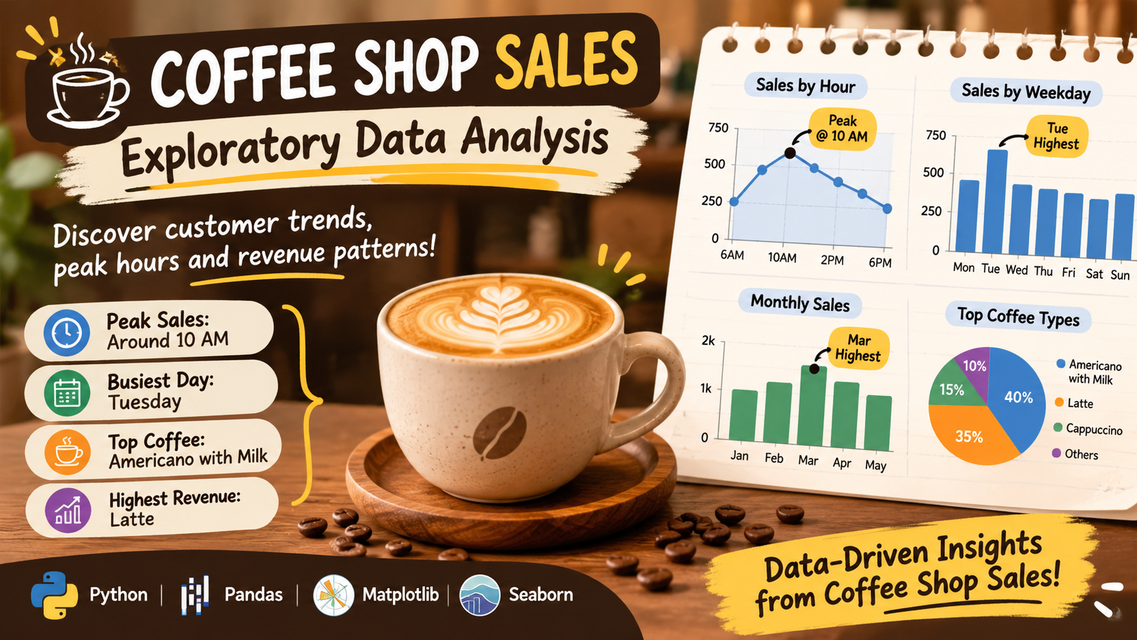 COFFEE SHOP SALES
Exploratory Data Analysis
Discover customer trends,
peak hours and revenue patterns!
Peak Sales:
Around 10 AM
Busiest Day:
Tuesday
Top Coffee:
Americano with Milk
Highest Revenue:
Latte
Sales by Hour
Peak
@ 10 AM
750
500
250
0
6AM 10AM 2PM 6PM
Sales by Weekday
Tue
Highest
750
500
250
0
Mon Tue Wed Thu Fri Sat Sun
Monthly Sales
Mar
Highest
2k
1k
0
Jan Feb Mar Apr May
Top Coffee Types
10%
15%
40%
35%
Americano
with Milk
Latte
Cappuccino
Others
Python | Pandas | Matplotlib | Seaborn
Data-Driven Insights
from Coffee Shop Sales!